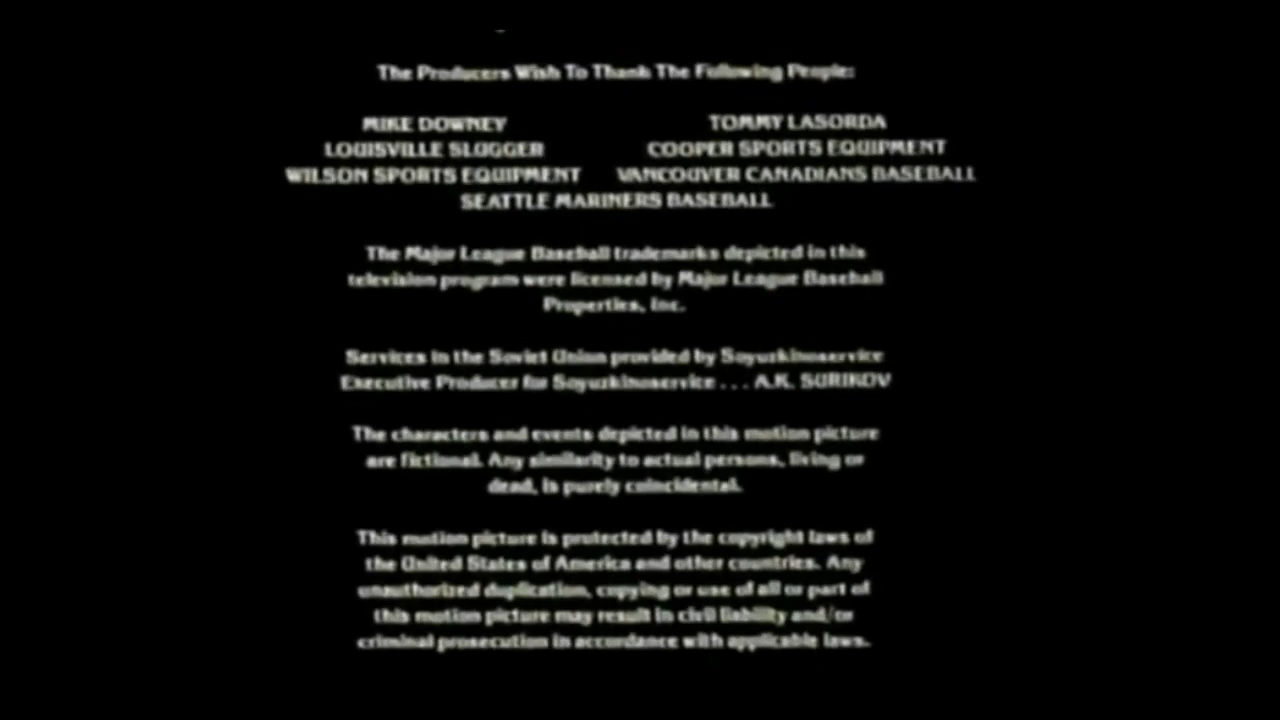 The Producers Wish To Thank The Following People:
MIKE DOWNEY TOMMY LASORDA
LOUISVILLE SLUGGER COOPER SPORTS EQUIPMENT
WILSON SPORTS EQUIPMENT VANCOUVER CANADIANS BASEBALL
SEATTLE MARINERS BASEBALL
The Major League Baseball trademarks depicted in this
television program were licensed by Major League Baseball
Properties, Inc.
Services in the Soviet Union provided by Soyuzkinoservice
Executive Producer for Soyuzkinoservice . . . A.K. SURIKOV
The characters and events depicted in this motion picture
are fictional. Any similarity to actual persons, living or
dead, is purely coincidental.
This motion picture is protected by the copyright laws of
the United States of America and other countries. Any
unauthorized duplication, copying or use of all or part of
this motion picture may result in civil liability and/or
criminal prosecution in accordance with applicable laws.